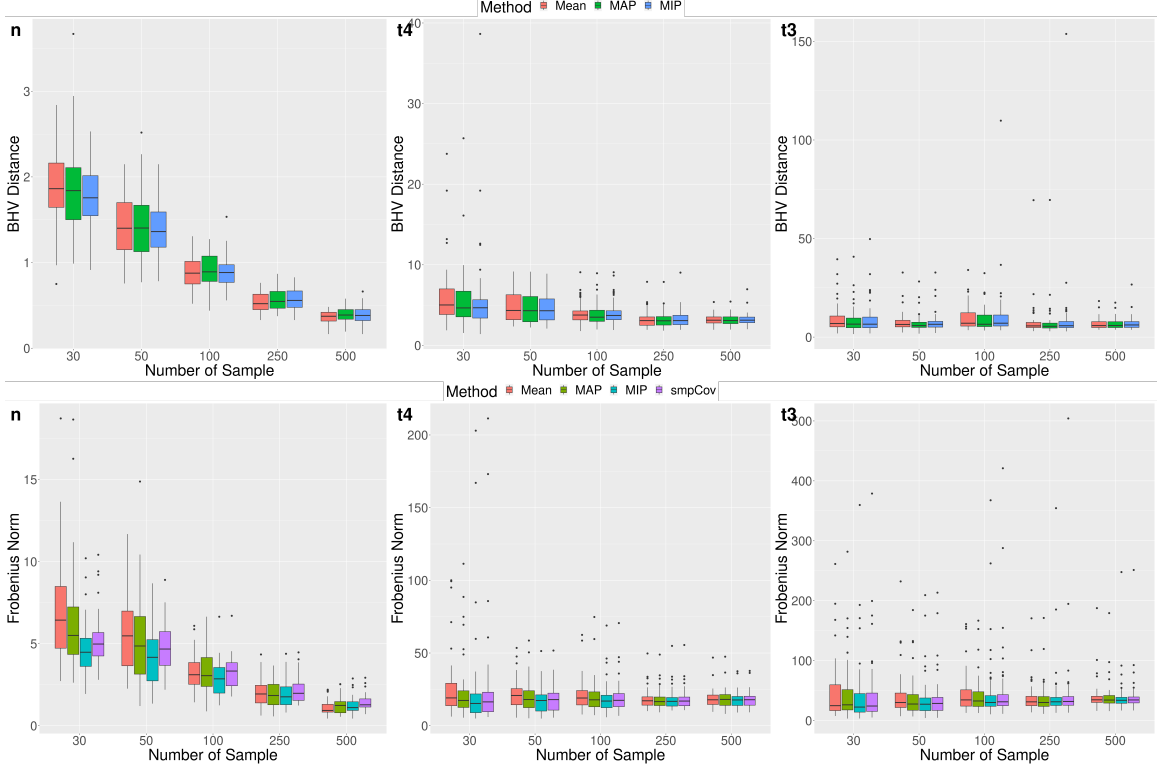 Method Mean MAP MIP
n
BHV Distance
3
2
1
0
30 50 100 250 500
Number of Sample
t4
BHV Distance
40
30
20
10
0
30 50 100 250 500
Number of Sample
t3
BHV Distance
150
100
50
0
30 50 100 250 500
Number of Sample
Method Mean MAP MIP smpCov
n
Frobenius Norm
15
10
5
0
30 50 100 250 500
Number of Sample
t4
Frobenius Norm
200
150
100
50
0
30 50 100 250 500
Number of Sample
t3
Frobenius Norm
500
400
300
200
100
0
30 50 100 250 500
Number of Sample